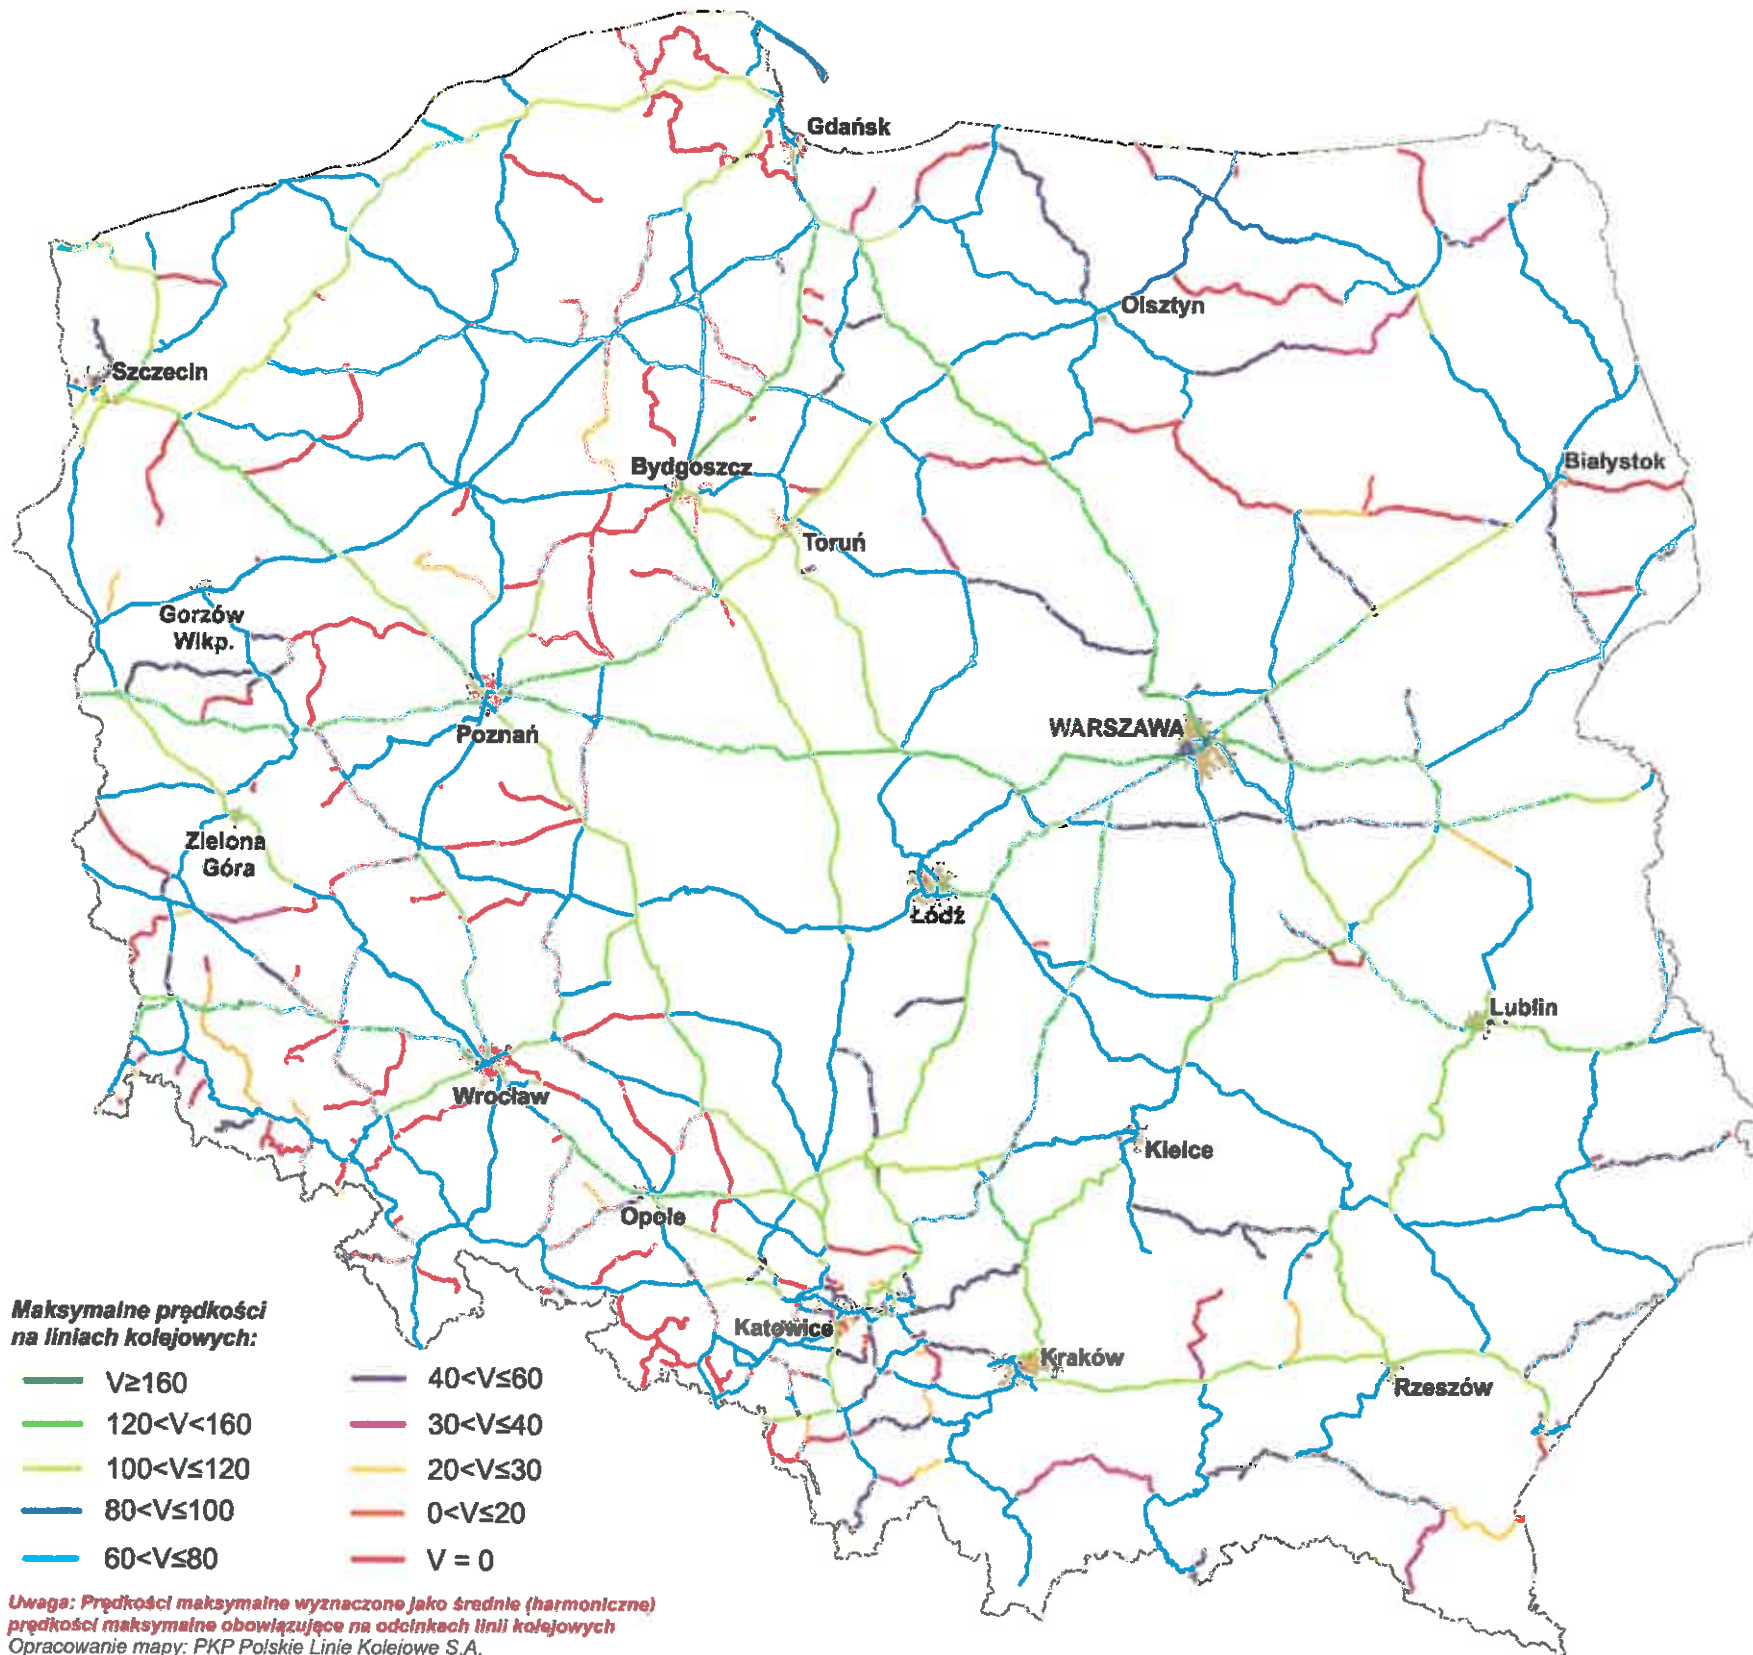 Gdańsk
Olsztyn
Szczecin
Białystok
Bydgoszcz
Toruń
Gorzów
Wlkp.
Poznań
WARSZAWA
Zielona
Góra
Łódź
Lublin
Wrocław
Kielce
Opole
Katowice
Kraków
Rzeszów
Maksymalne prędkości
na liniach kolejowych:
V≥160
120<V<160
100<V≤120
80<V≤100
60<V≤80
40<V≤60
30<V≤40
20<V≤30
0<V≤20
V = 0
Uwaga: Prędkości maksymalne wyznaczone jako średnie (harmoniczne)
prędkości maksymalne obowiązujące na odcinkach linii kolejowych
Opracowanie mapy: PKP Polskie Linie Kolejowe S.A.